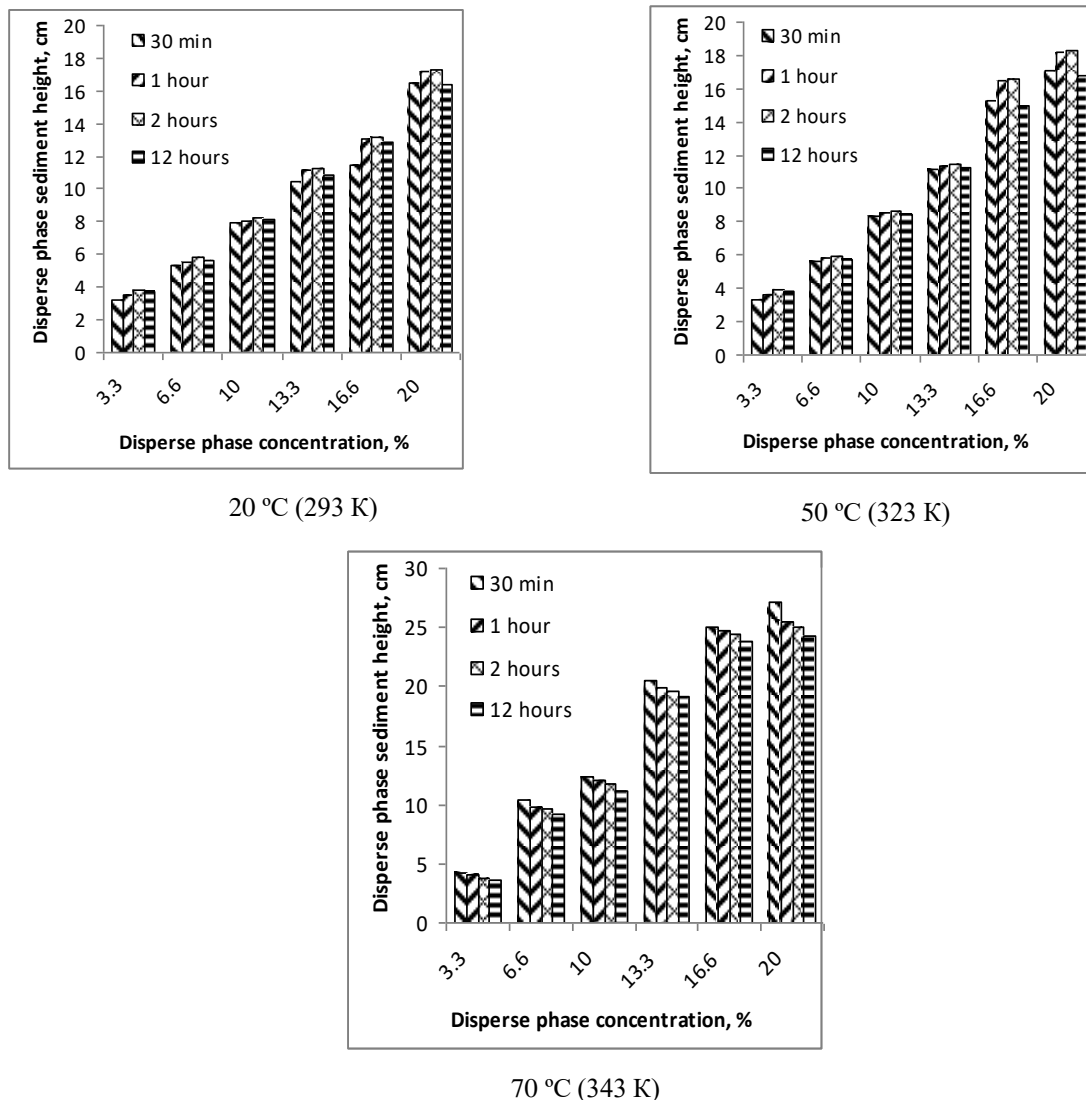 Disperse phase sediment height, cm
20
18
16
14
12
10
8
6
4
2
0
30 min
1 hour
2 hours
12 hours
3.3
6.6
10
13.3
16.6
20
Disperse phase concentration, %
20 ºC (293 K)
Disperse phase sediment height, cm
20
18
16
14
12
10
8
6
4
2
0
30 min
1 hour
2 hours
12 hours
3.3
6.6
10
13.3
16.6
20
Disperse phase concentration, %
50 ºC (323 K)
Disperse phase sediment height, cm
30
25
20
15
10
5
0
30 min
1 hour
2 hours
12 hours
3.3
6.6
10
13.3
16.6
20
Disperse phase concentration, %
70 ºC (343 K)